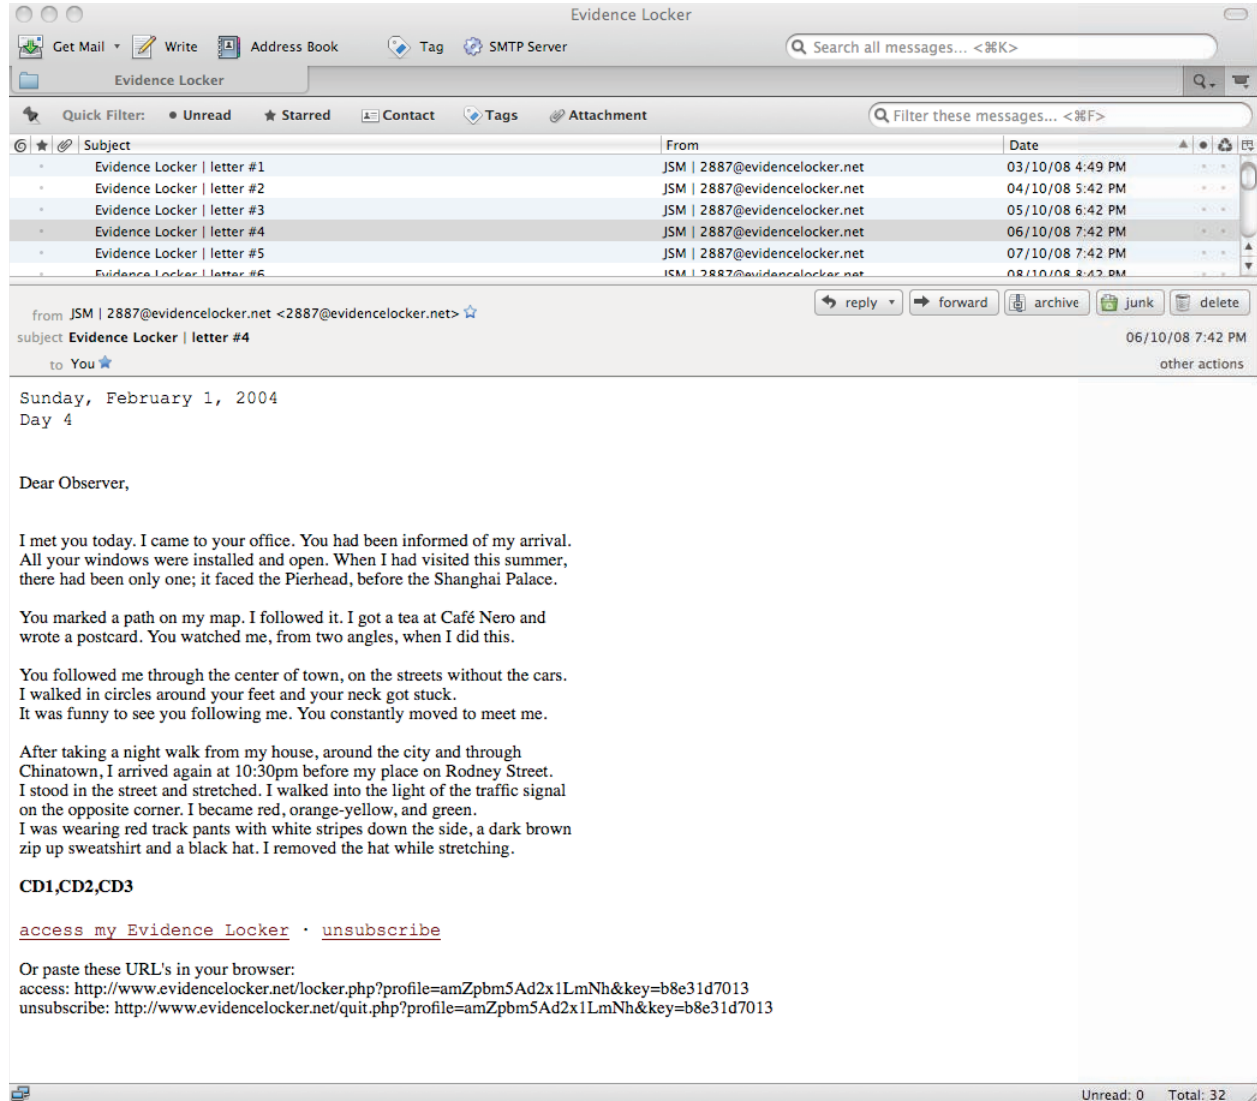 Evidence Locker
Get Mail Write Address Book Tag SMTP Server Search all messages... <⌘K>
Evidence Locker
Quick Filter: Unread Starred Contact Tags Attachment Filter these messages... <⌘F>
Subject From Date
Evidence Locker | letter #1 JSM | 2887@evidencelocker.net 03/10/08 4:49 PM
Evidence Locker | letter #2 JSM | 2887@evidencelocker.net 04/10/08 5:42 PM
Evidence Locker | letter #3 JSM | 2887@evidencelocker.net 05/10/08 6:42 PM
Evidence Locker | letter #4 JSM | 2887@evidencelocker.net 06/10/08 7:42 PM
Evidence Locker | letter #5 JSM | 2887@evidencelocker.net 07/10/08 7:42 PM
Evidence Locker | letter #6 JSM | 2887@evidencelocker.net 08/10/08 8:42 PM
reply forward archive junk delete
from JSM | 2887@evidencelocker.net <2887@evidencelocker.net>
subject Evidence Locker | letter #4 06/10/08 7:42 PM
to You other actions
Sunday, February 1, 2004
Day 4
Dear Observer,
I met you today. I came to your office. You had been informed of my arrival.
All your windows were installed and open. When I had visited this summer,
there had been only one; it faced the Pierhead, before the Shanghai Palace.
You marked a path on my map. I followed it. I got a tea at Café Nero and
wrote a postcard. You watched me, from two angles, when I did this.
You followed me through the center of town, on the streets without the cars.
I walked in circles around your feet and your neck got stuck.
It was funny to see you following me. You constantly moved to meet me.
After taking a night walk from my house, around the city and through
Chinatown, I arrived again at 10:30pm before my place on Rodney Street.
I stood in the street and stretched. I walked into the light of the traffic signal
on the opposite corner. I became red, orange-yellow, and green.
I was wearing red track pants with white stripes down the side, a dark brown
zip up sweatshirt and a black hat. I removed the hat while stretching.
CD1,CD2,CD3
access my Evidence Locker · unsubscribe
Or paste these URL's in your browser:
access: http://www.evidencelocker.net/locker.php?profile=amZpbm5Ad2x1LmNh&key=b8e31d7013
unsubscribe: http://www.evidencelocker.net/quit.php?profile=amZpbm5Ad2x1LmNh&key=b8e31d7013
Unread: 0 Total: 32